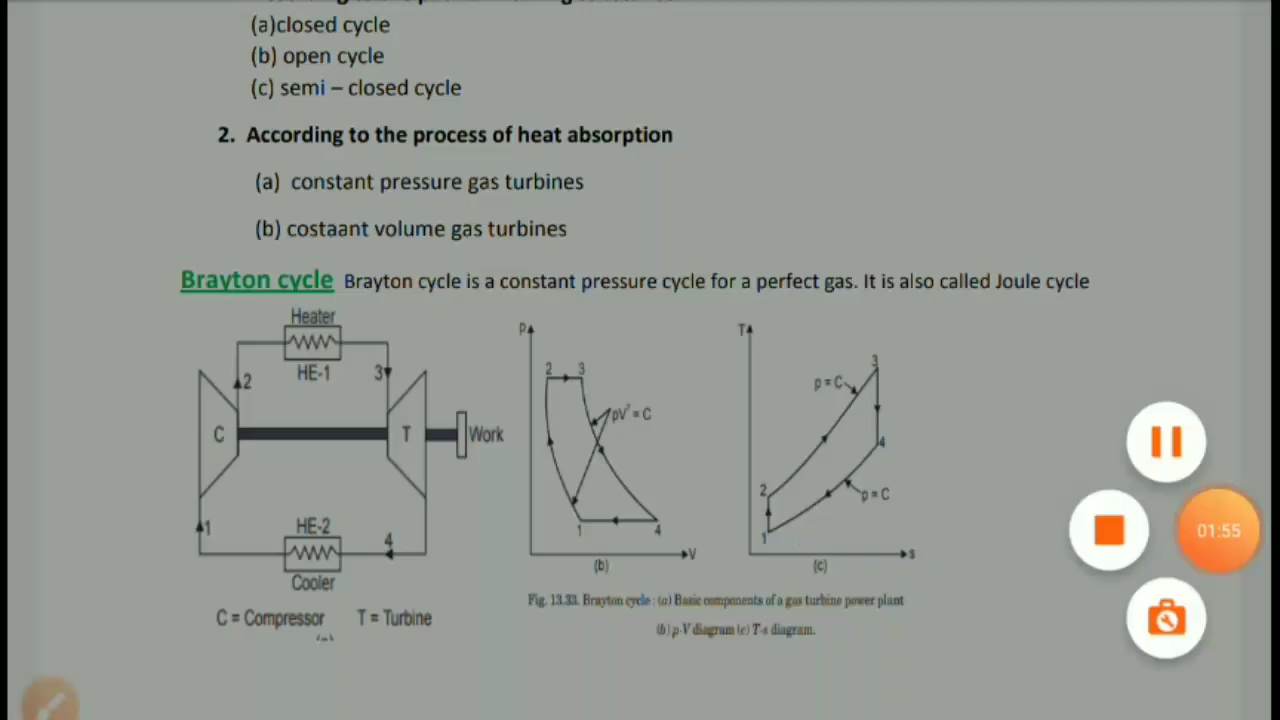 (a)closed cycle
(b) open cycle
(c) semi – closed cycle
2. According to the process of heat absorption
(a) constant pressure gas turbines
(b) costaant volume gas turbines
Brayton cycle Brayton cycle is a constant pressure cycle for a perfect gas. It is also called Joule cycle
Heater
HE-1
2
3
C
T
Work
1
HE-2
4
Cooler
C = Compressor T = Turbine
p
2 3
pVᵞ = C
1 4
V
(b)
T
3
p = C
4
2
p = C
1
s
(c)
Fig. 13.33. Brayton cycle : (a) Basic components of a gas turbine power plant
(b) p-V diagram (c) T-s diagram.
01:55